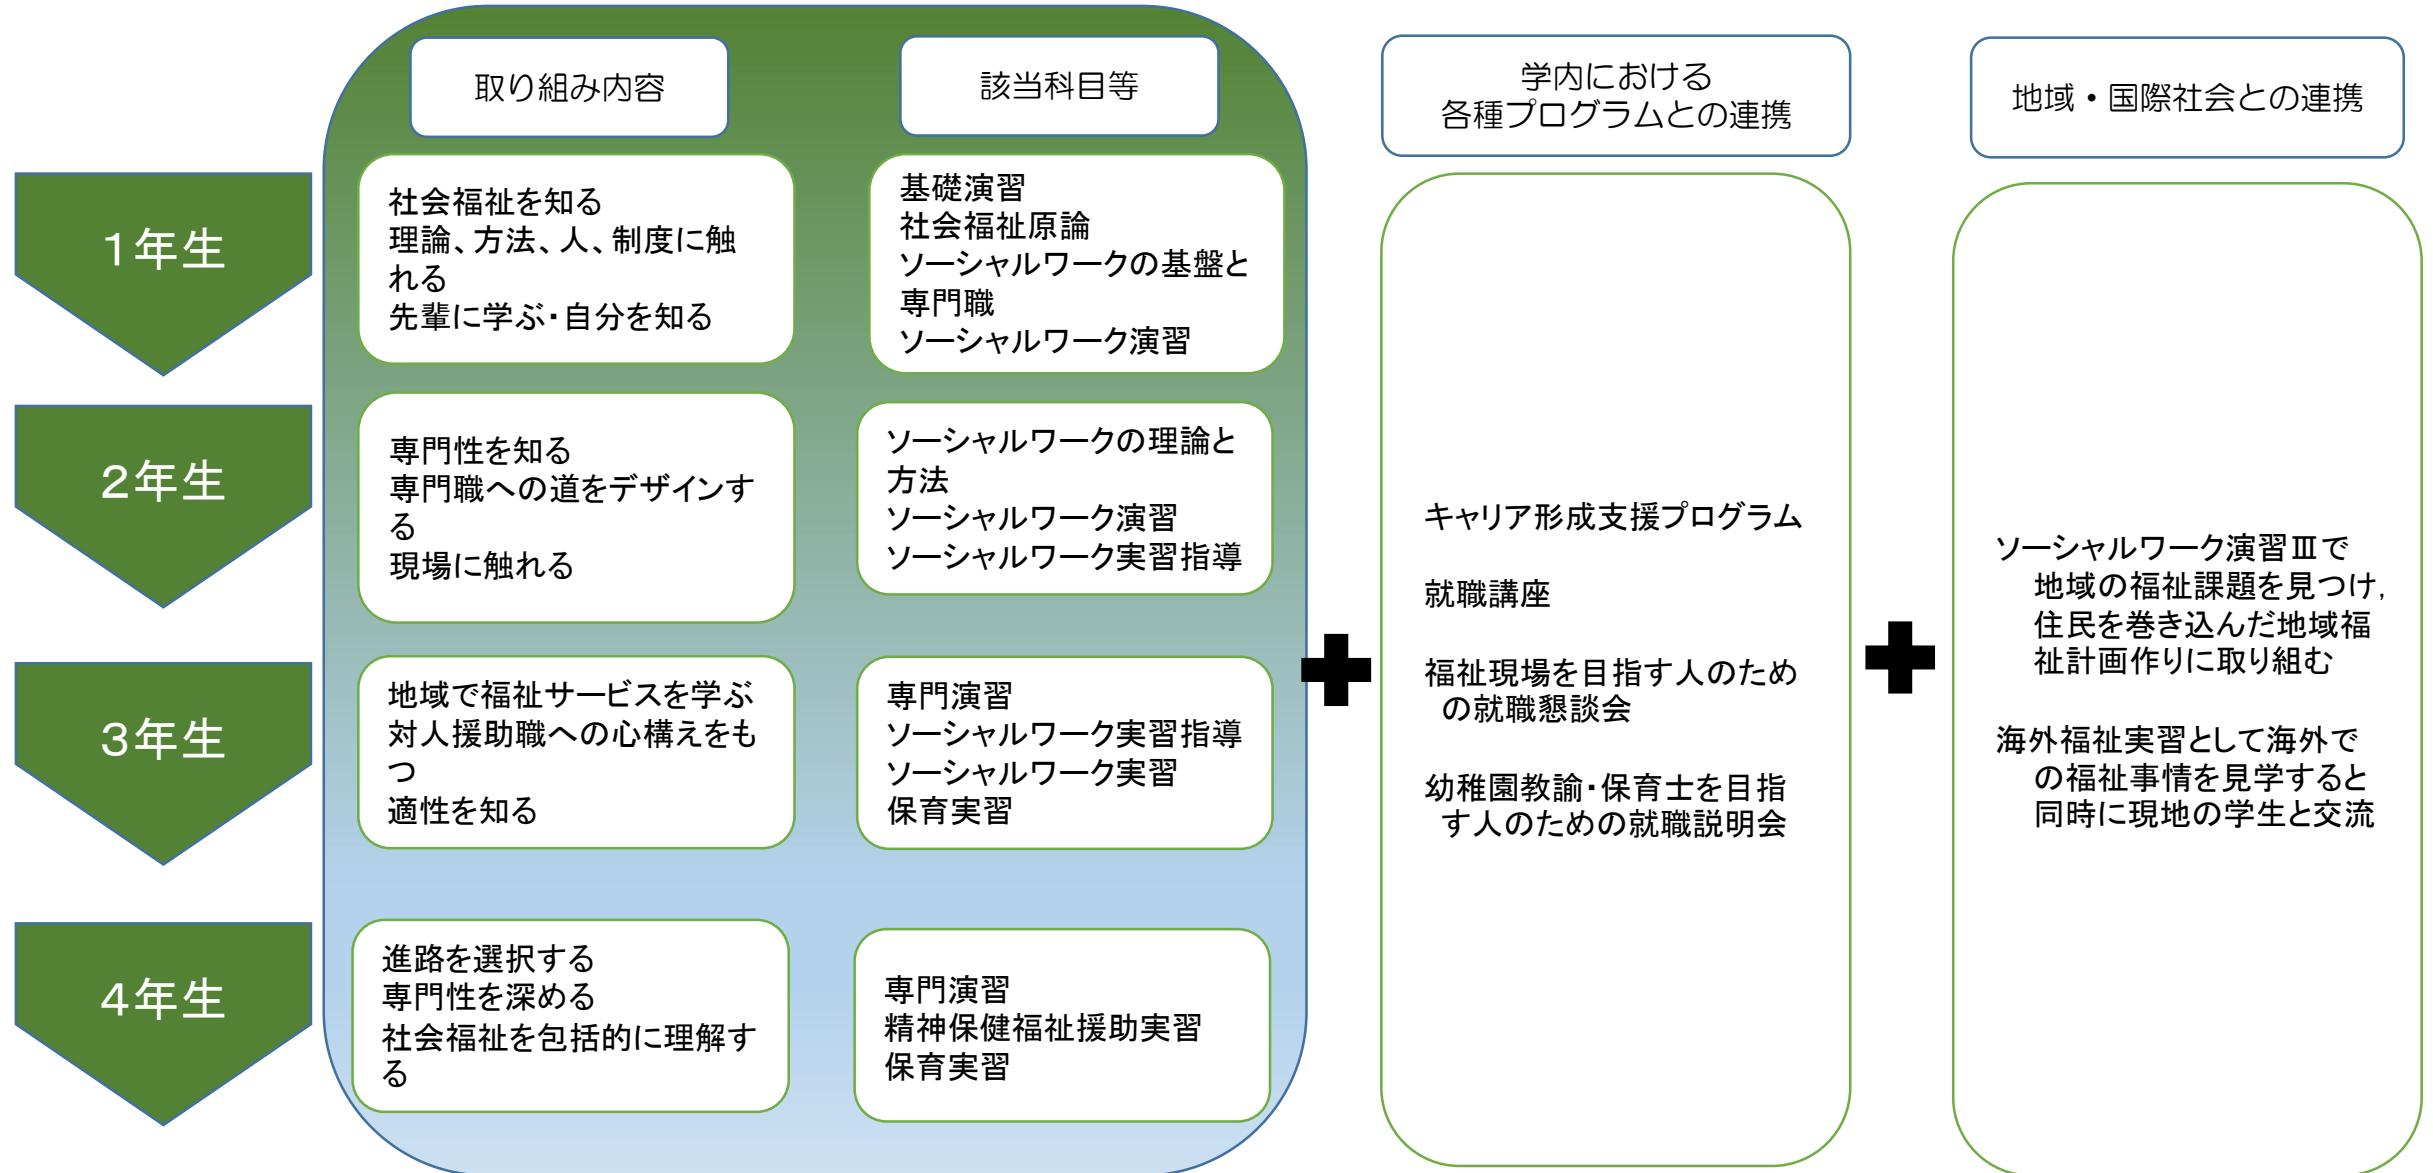 取り組み内容
該当科目等
学内における
各種プログラムとの連携
地域・国際社会との連携
1年生
社会福祉を知る
理論、方法、人、制度に触
れる
先輩に学ぶ・自分を知る
基礎演習
社会福祉原論
ソーシャルワークの基盤と
専門職
ソーシャルワーク演習
2年生
専門性を知る
専門職への道をデザインす
る
現場に触れる
ソーシャルワークの理論と
方法
ソーシャルワーク演習
ソーシャルワーク実習指導
3年生
地域で福祉サービスを学ぶ
対人援助職への心構えをも
つ
適性を知る
専門演習
ソーシャルワーク実習指導
ソーシャルワーク実習
保育実習
4年生
進路を選択する
専門性を深める
社会福祉を包括的に理解す
る
専門演習
精神保健福祉援助実習
保育実習
キャリア形成支援プログラム
就職講座
福祉現場を目指す人のため
の就職懇談会
幼稚園教諭・保育士を目指
す人のための就職説明会
ソーシャルワーク演習Ⅲで
地域の福祉課題を見つけ,
住民を巻き込んだ地域福
祉計画作りに取り組む
海外福祉実習として海外で
の福祉事情を見学すると
同時に現地の学生と交流